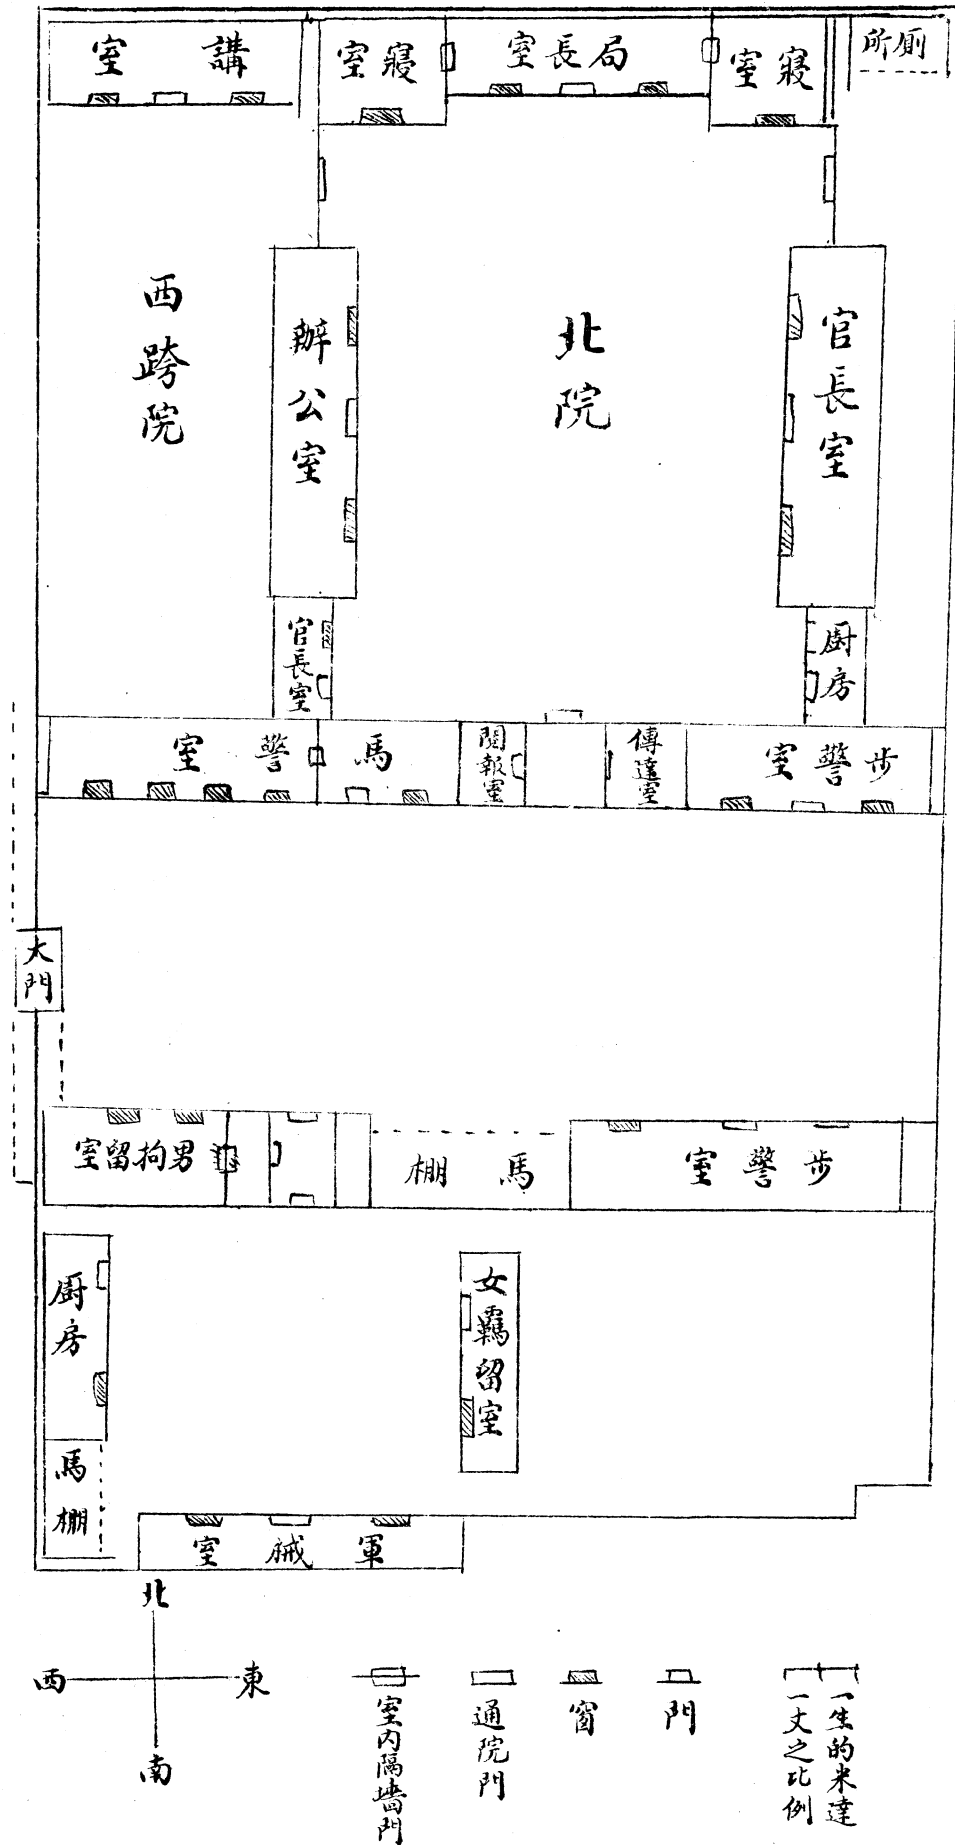 講室
寢室
局長室
寢室
廁所
西跨院
辦公室
北院
官長室
官長室
廚房
馬警室
閱報室
傳達室
步警室
大門
男拘留室
馬棚
步警室
廚房
女羈留室
馬棚
軍械室
北
西
東
南
室內隔墻門
通院門
窗
門
一生的米達
一丈之比例